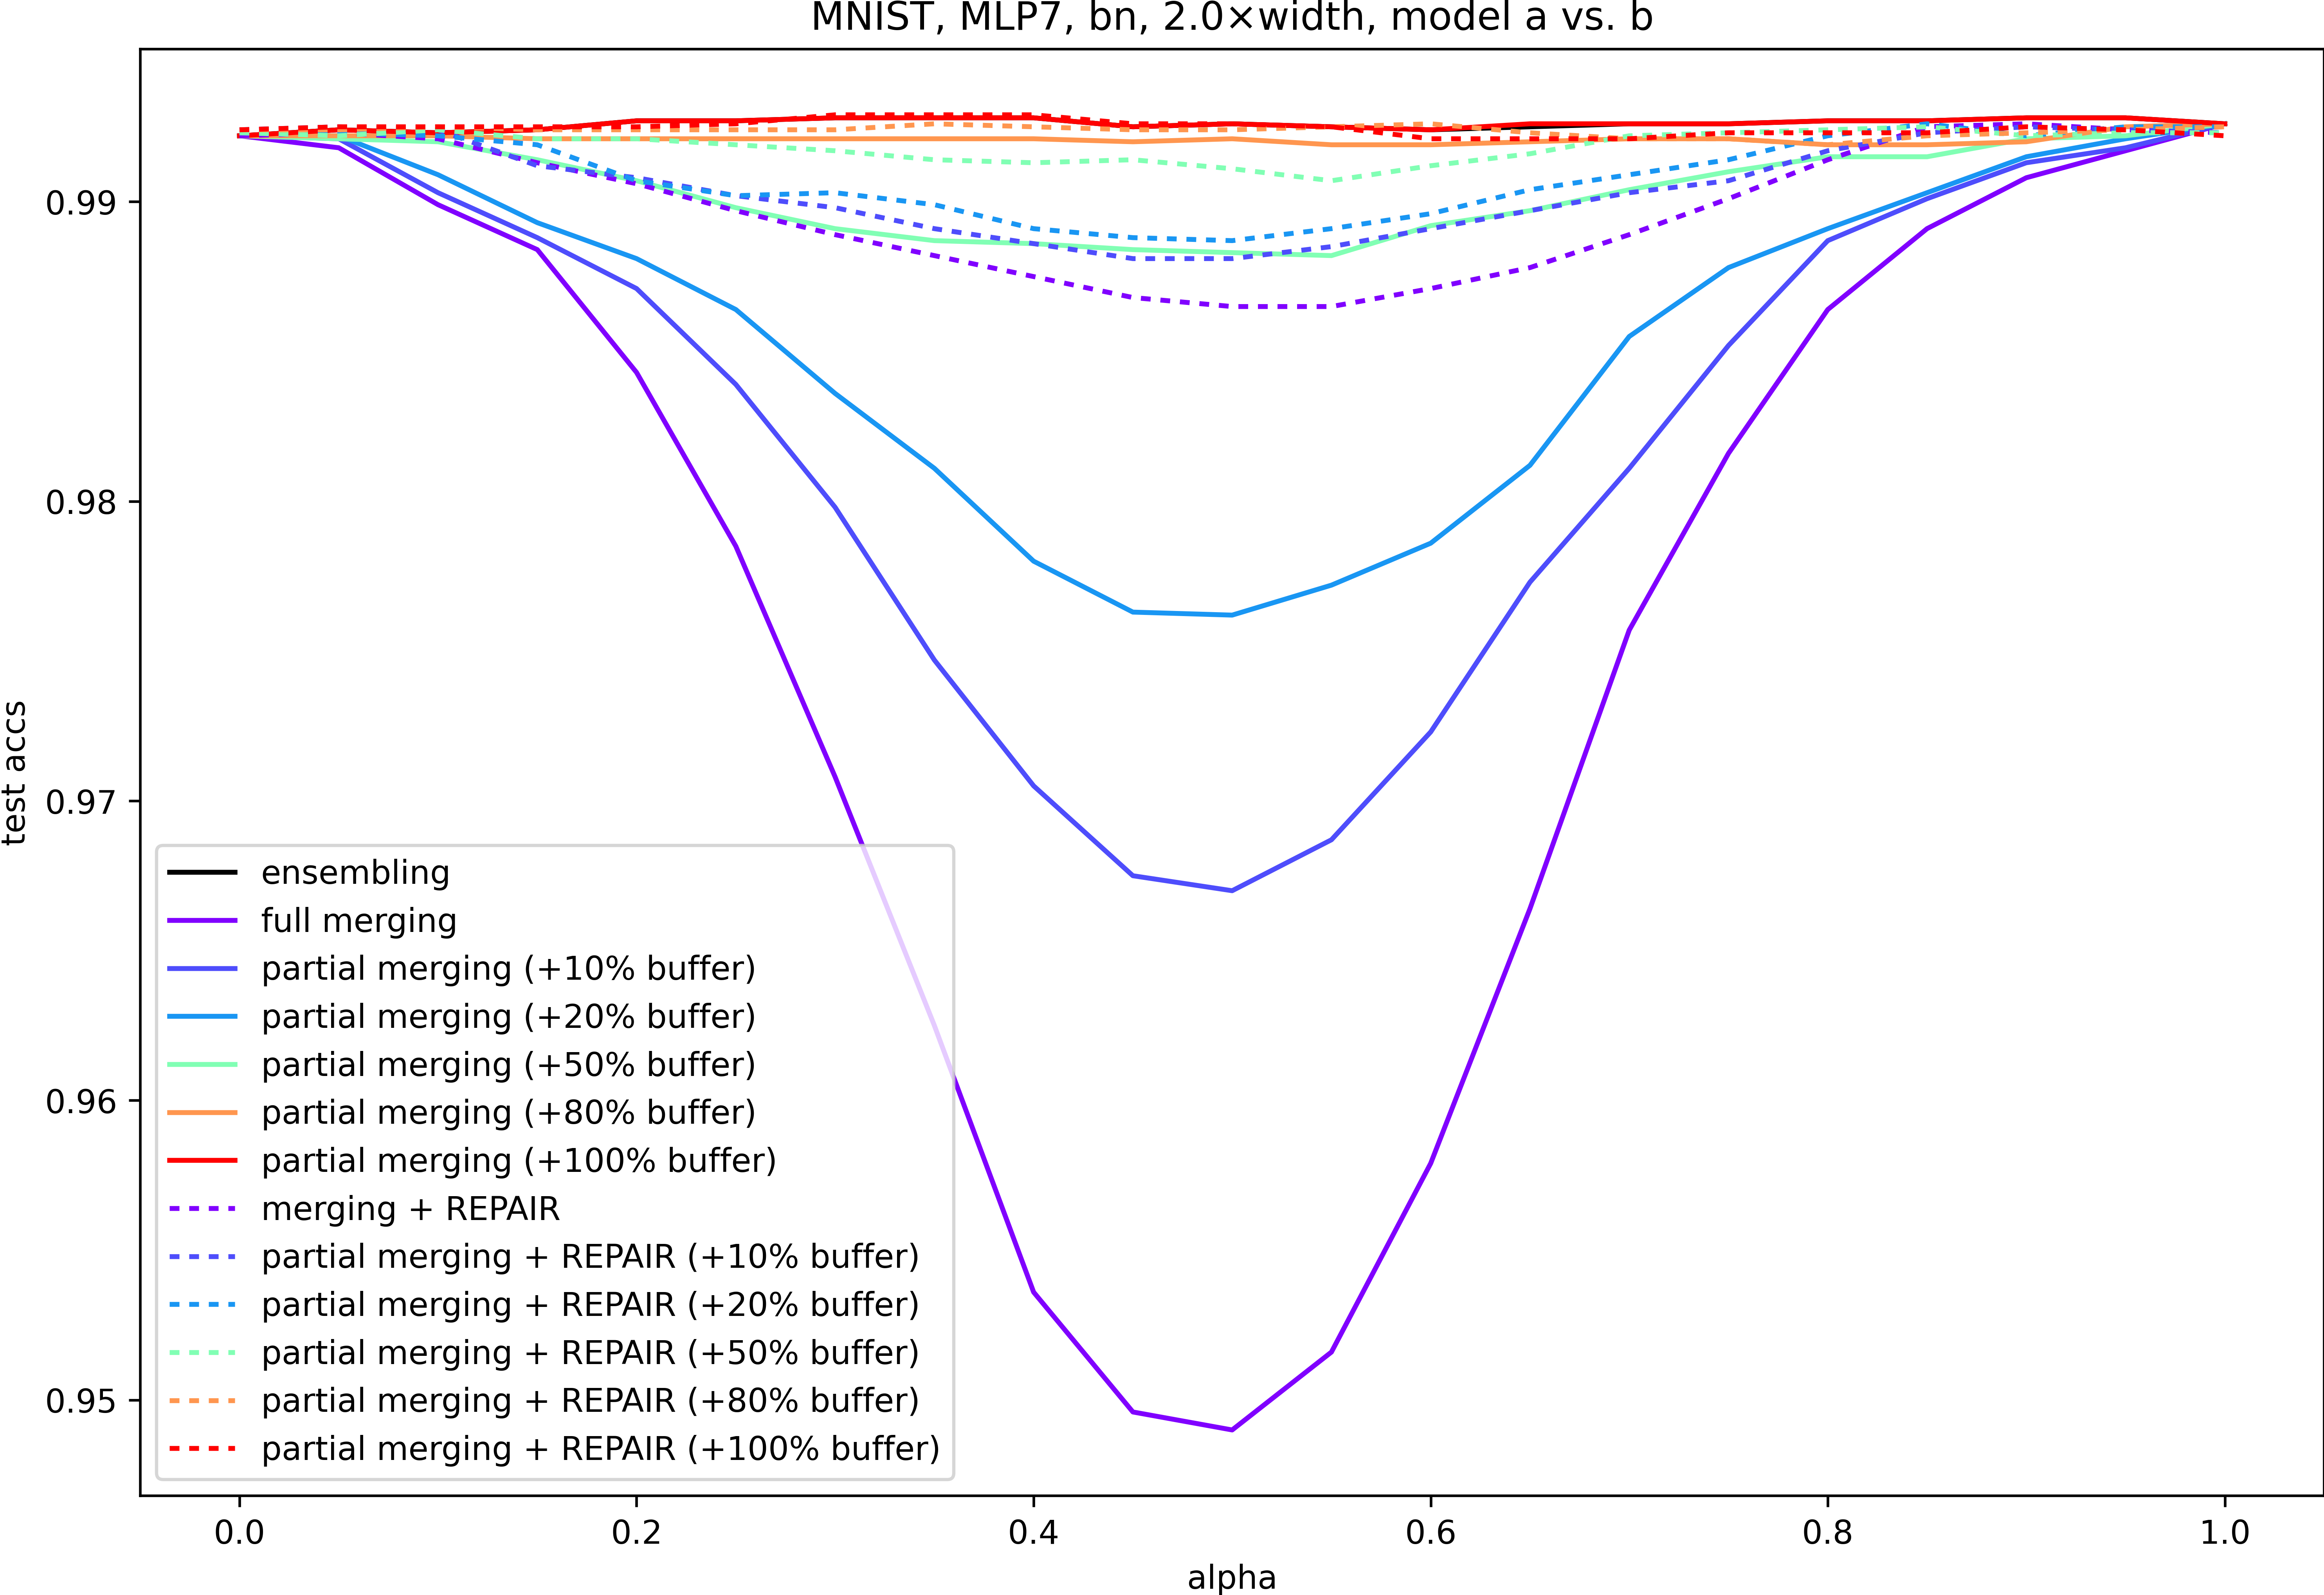 MNIST, MLP7, bn, 2.0×width, model a vs. b
test accs
0.99
0.98
0.97
0.96
0.95
ensembling
full merging
partial merging (+10% buffer)
partial merging (+20% buffer)
partial merging (+50% buffer)
partial merging (+80% buffer)
partial merging (+100% buffer)
merging + REPAIR
partial merging + REPAIR (+10% buffer)
partial merging + REPAIR (+20% buffer)
partial merging + REPAIR (+50% buffer)
partial merging + REPAIR (+80% buffer)
partial merging + REPAIR (+100% buffer)
0.0 0.2 0.4 0.6 0.8 1.0
alpha